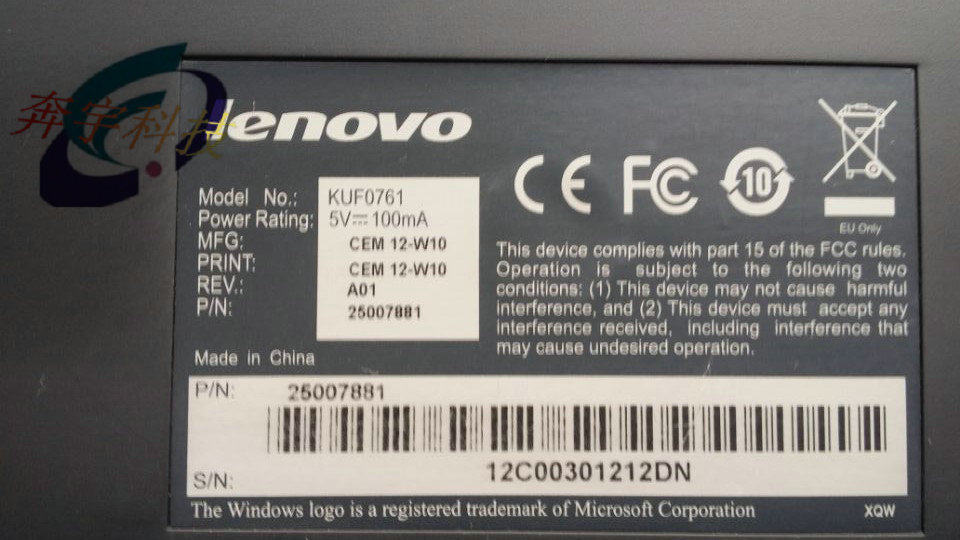 奔宇科技
lenovo
Model No.: KUF0761
Power Rating: 5V⎓100mA
MFG: CEM 12-W10
PRINT: CEM 12-W10
REV.: A01
P/N: 25007881
Made in China
CE FC 10
EU Only
This device complies with part 15 of the FCC rules.
Operation is subject to the following two
conditions: (1) This device may not cause harmful
interference, and (2) This device must accept any
interference received, including interference that
may cause undesired operation.
P/N: 25007881
S/N: 12C00301212DN
The Windows logo is a registered trademark of Microsoft Corporation
XQW